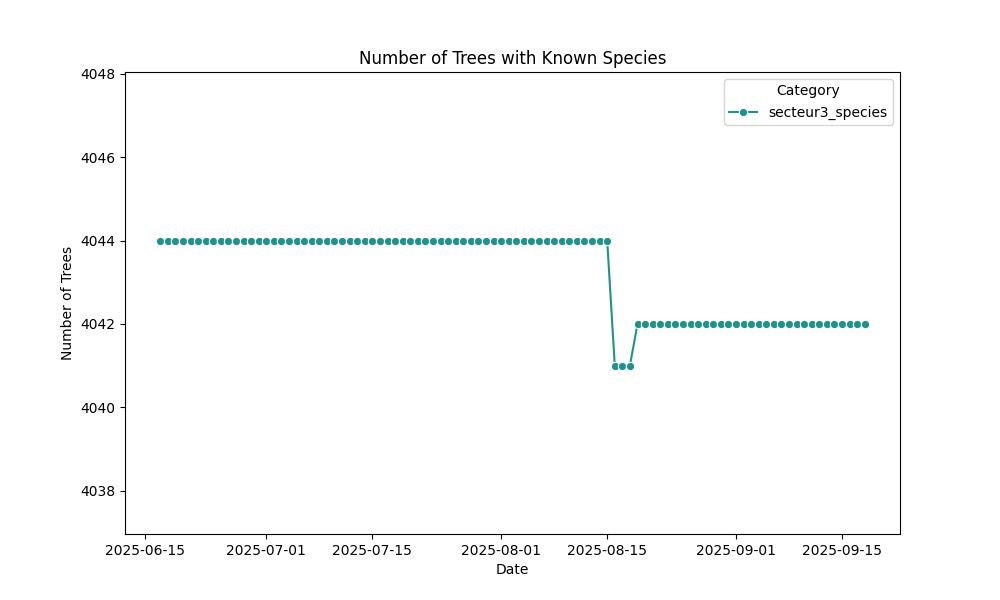 Number of Trees with Known Species
Category
secteur3_species
4048
4046
4044
4042
4040
4038
Number of Trees
2025-06-15
2025-07-01
2025-07-15
2025-08-01
2025-08-15
2025-09-01
2025-09-15
Date